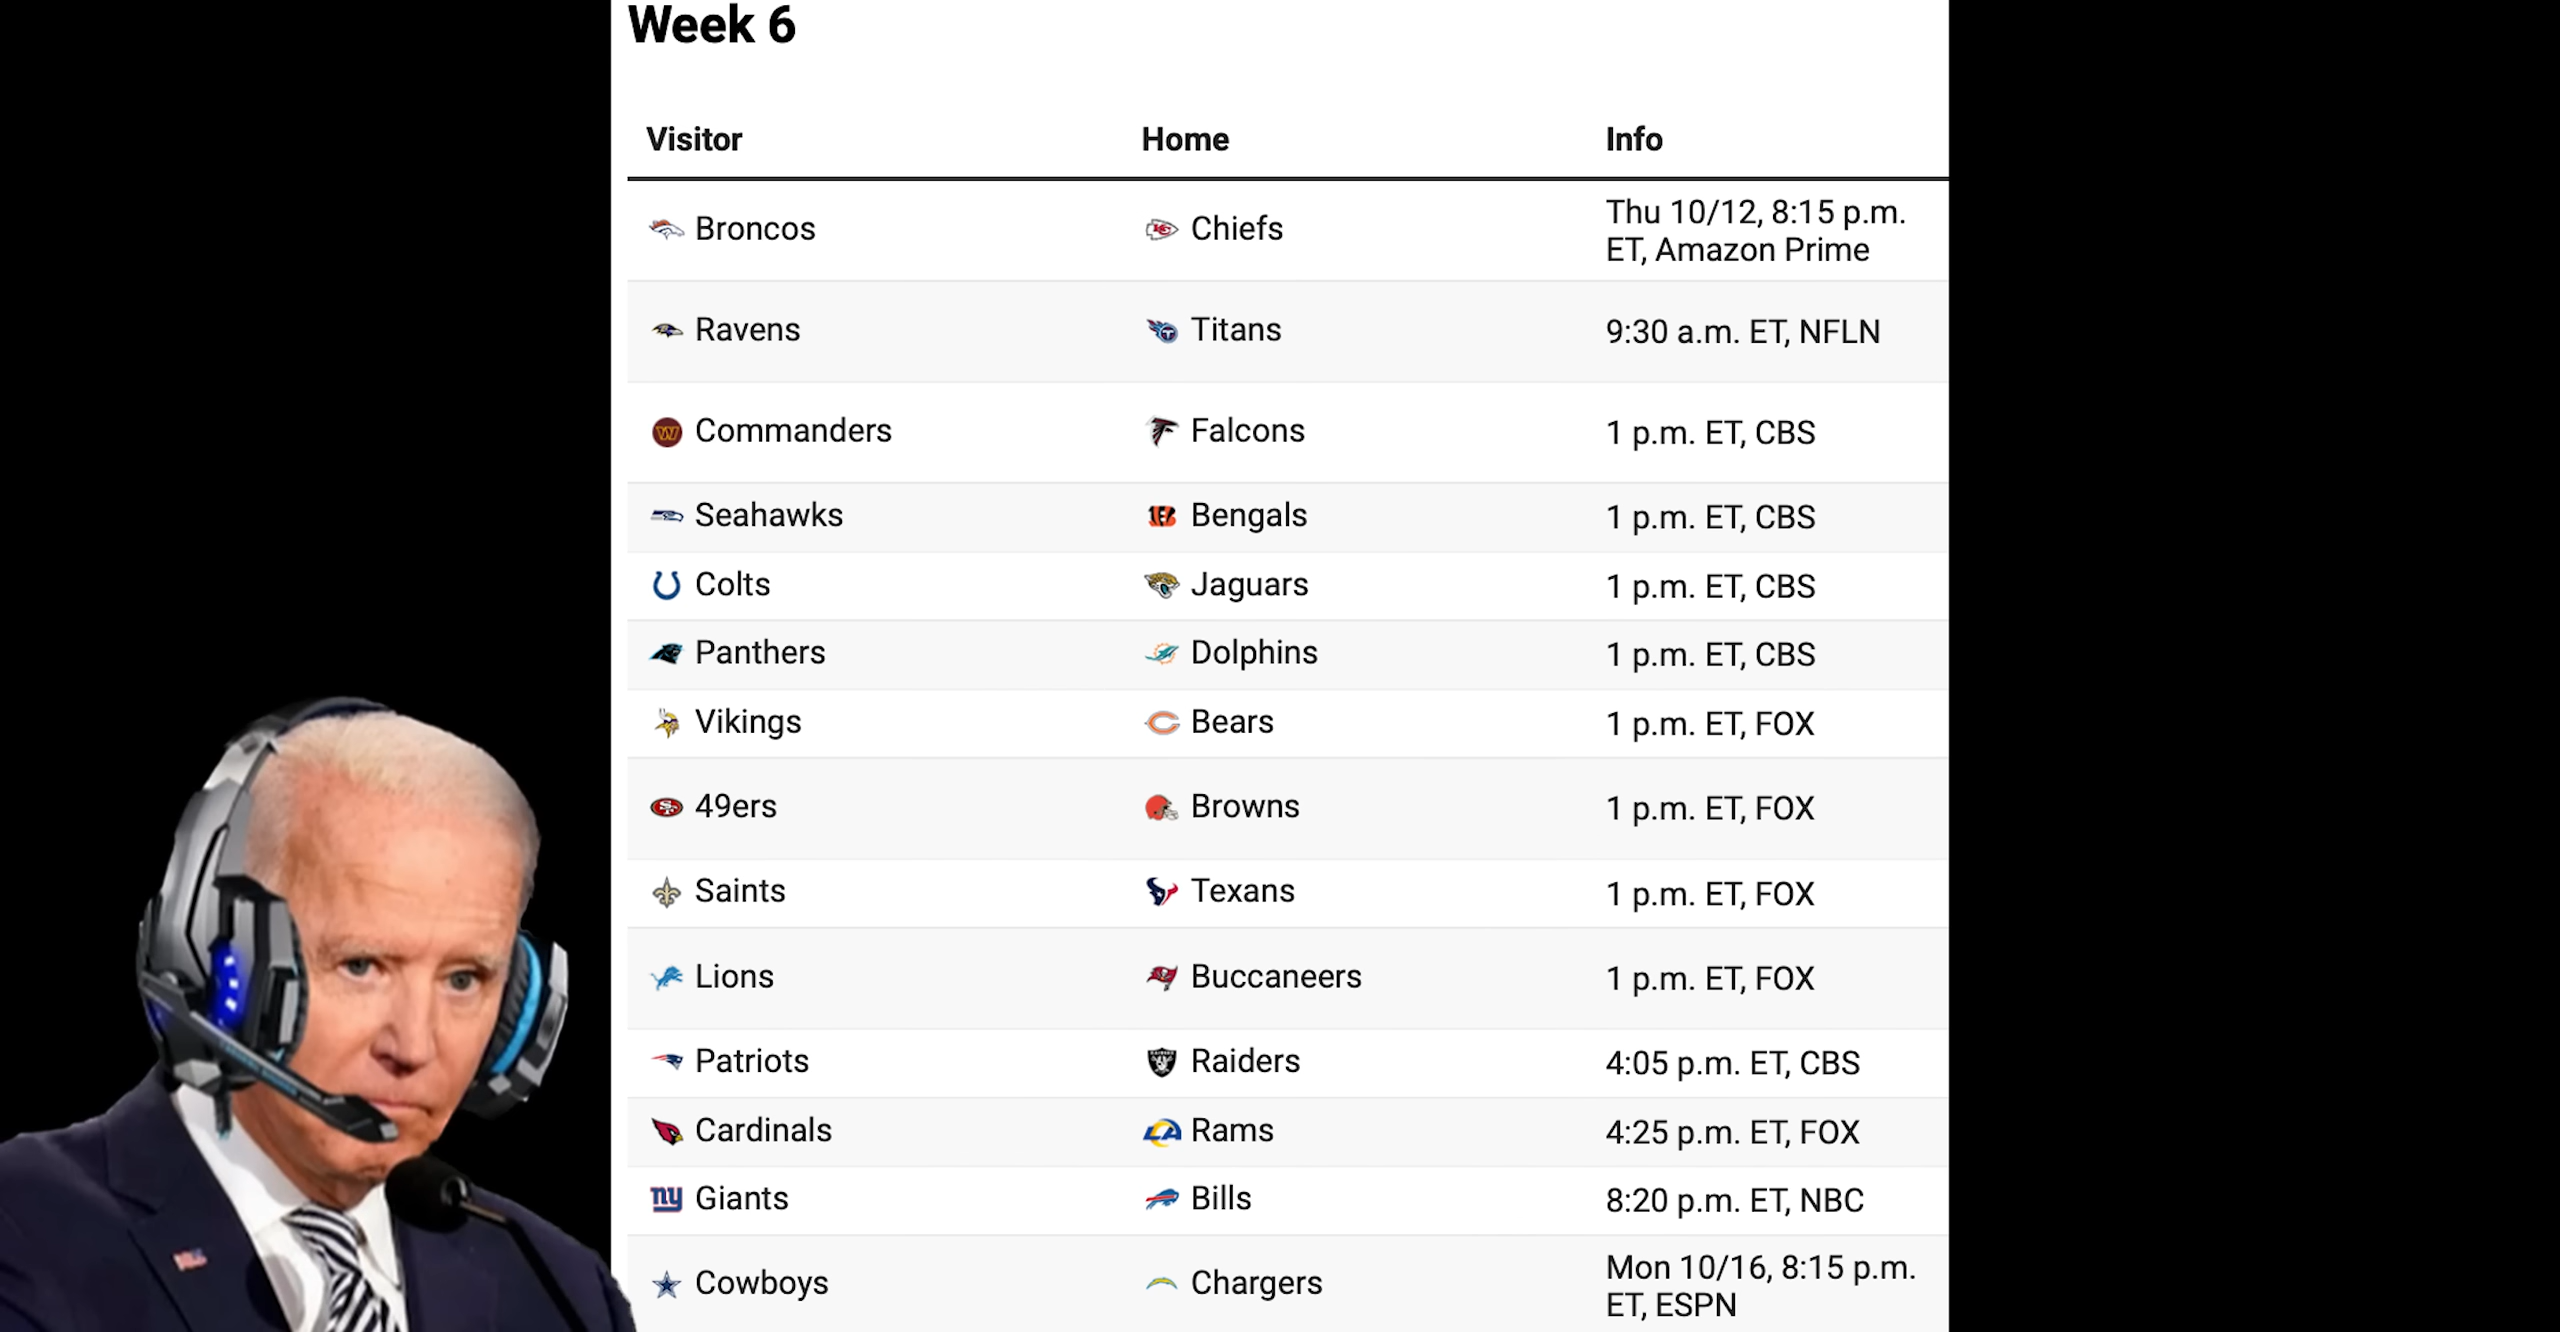 Week 6
Visitor Home Info
Broncos Chiefs Thu 10/12, 8:15 p.m.
ET, Amazon Prime
Ravens Titans 9:30 a.m. ET, NFLN
Commanders Falcons 1 p.m. ET, CBS
Seahawks Bengals 1 p.m. ET, CBS
Colts Jaguars 1 p.m. ET, CBS
Panthers Dolphins 1 p.m. ET, CBS
Vikings Bears 1 p.m. ET, FOX
49ers Browns 1 p.m. ET, FOX
Saints Texans 1 p.m. ET, FOX
Lions Buccaneers 1 p.m. ET, FOX
Patriots Raiders 4:05 p.m. ET, CBS
Cardinals Rams 4:25 p.m. ET, FOX
ny Giants Bills 8:20 p.m. ET, NBC
Cowboys Chargers Mon 10/16, 8:15 p.m.
ET, ESPN